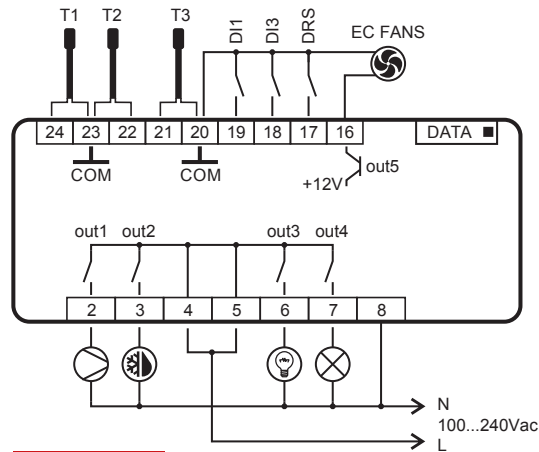 T1 T2 T3 DI1 DI3 DRS EC FANS
24 23 22 21 20 19 18 17 16 DATA
COM COM +12V out5
out1 out2 out3 out4
2 3 4 5 6 7 8
N
100...240Vac
L